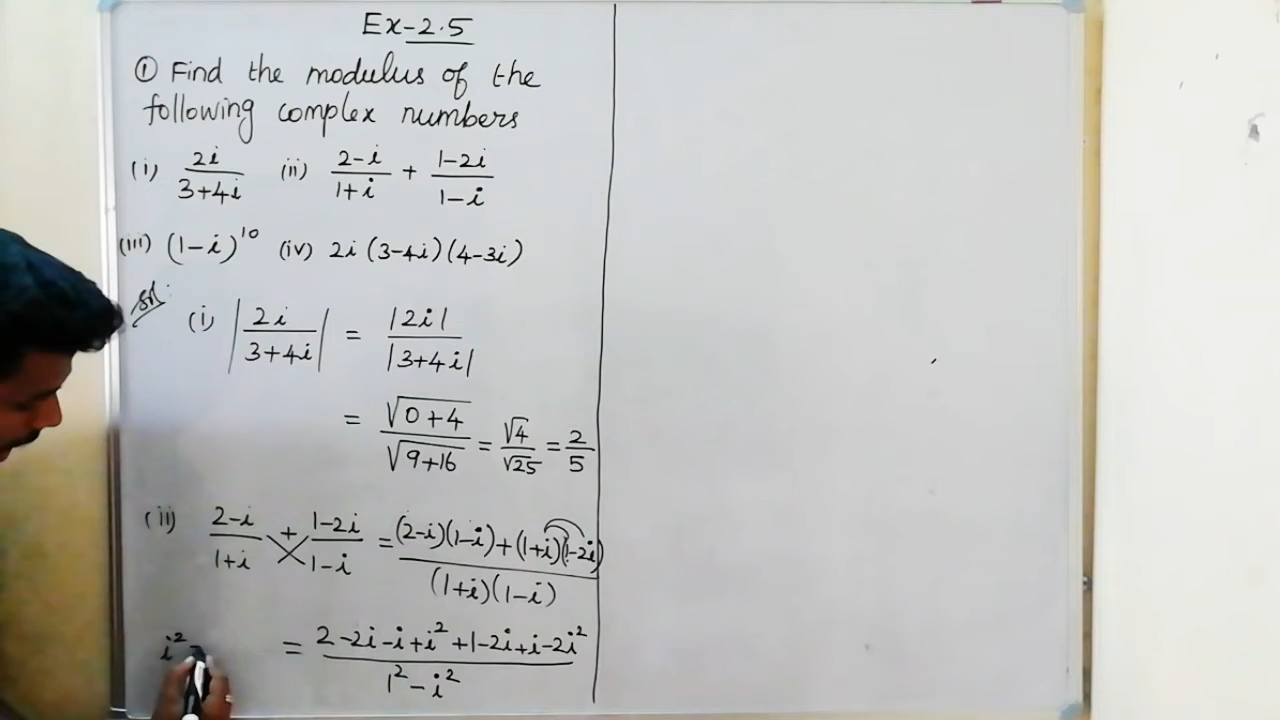 Ex-2.5
① Find the modulus of the
following complex numbers
(i) 2i/(3+4i) (ii) (2-i)/(1+i) + (1-2i)/(1-i)
(iii) (1-i)^10 (iv) 2i (3-4i)(4-3i)
Sol:
(i) |2i/(3+4i)| = |2i|/|3+4i|
= √(0+4)/√(9+16) = √4/√25 = 2/5
(ii) (2-i)/(1+i) + (1-2i)/(1-i) = ((2-i)(1-i)+(1+i)(1-2i))/((1+i)(1-i))
i² = (2-2i-i+i²+1-2i+i-2i²)/(1²-i²)